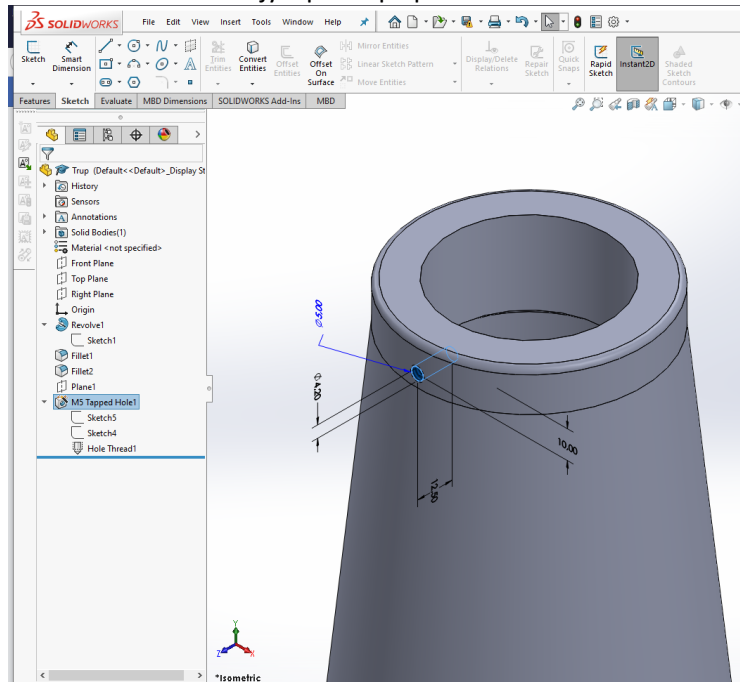 SOLIDWORKS File Edit View Insert Tools Window Help
Sketch Smart Dimension Trim Entities Convert Entities Offset Entities Offset On Surface Mirror Entities Linear Sketch Pattern Move Entities Display/Delete Relations Repair Sketch Quick Snaps Rapid Sketch Instant2D Shaded Sketch Contours
Features Sketch Evaluate MBD Dimensions SOLIDWORKS Add-Ins MBD
Trup (Default<<Default>_Display St
History
Sensors
Annotations
Solid Bodies(1)
Material <not specified>
Front Plane
Top Plane
Right Plane
Origin
Revolve1
Sketch1
Fillet1
Fillet2
Plane1
M5 Tapped Hole1
Sketch5
Sketch4
Hole Thread1
Ø 5.00
Ø 4.20
10.00
12.50
Y
Z
X
*Isometric